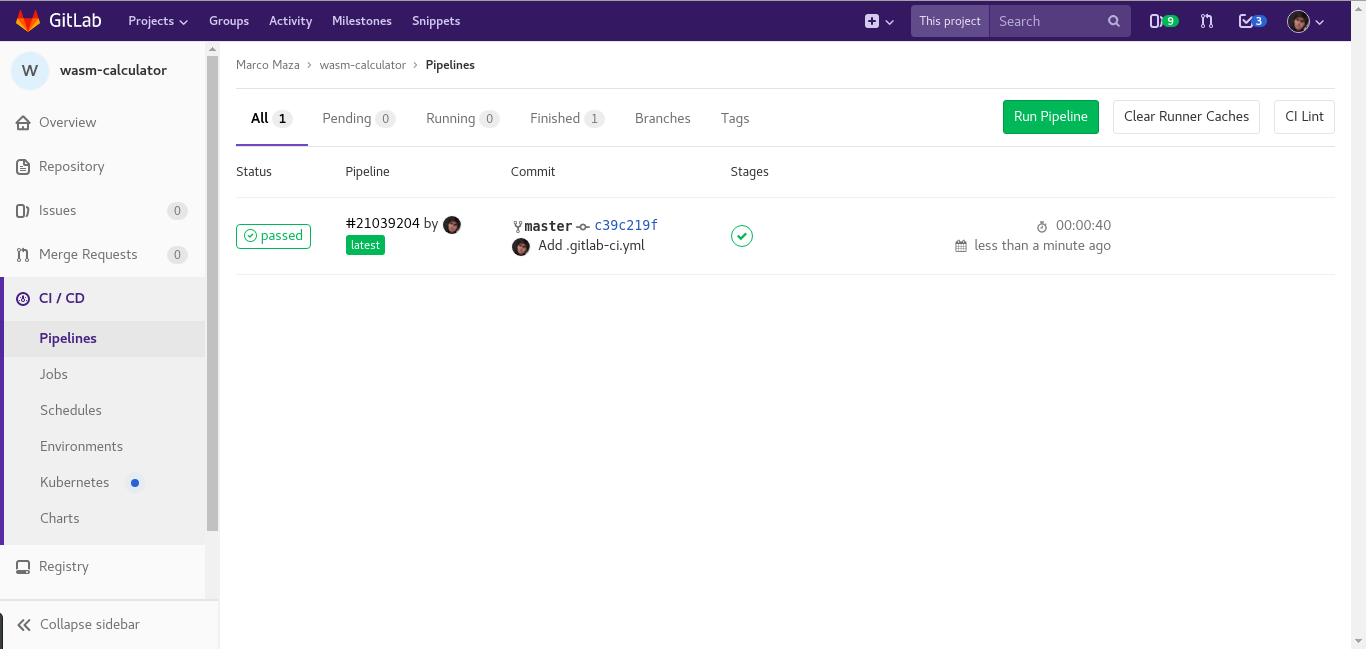 GitLab Projects Groups Activity Milestones Snippets This project Search 9 3
W wasm-calculator
Overview
Repository
Issues 0
Merge Requests 0
CI / CD
Pipelines
Jobs
Schedules
Environments
Kubernetes
Charts
Registry
Collapse sidebar
Marco Maza › wasm-calculator › Pipelines
All 1 Pending 0 Running 0 Finished 1 Branches Tags Run Pipeline Clear Runner Caches CI Lint
Status Pipeline Commit Stages
passed #21039204 by master c39c219f 00:00:40
latest Add .gitlab-ci.yml less than a minute ago